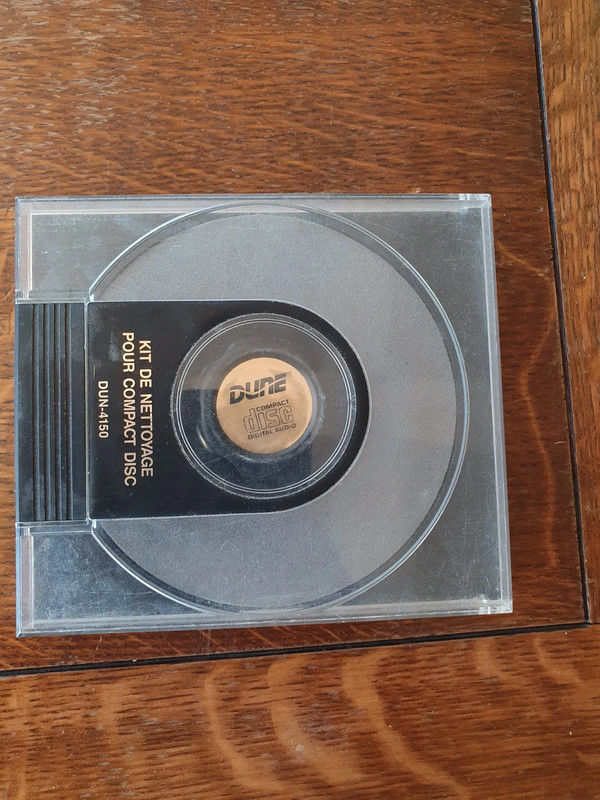 KIT DE NETTOYAGE
POUR COMPACT DISC
DUN-4150
DUNE®
COMPACT
disc
DIGITAL AUDIO